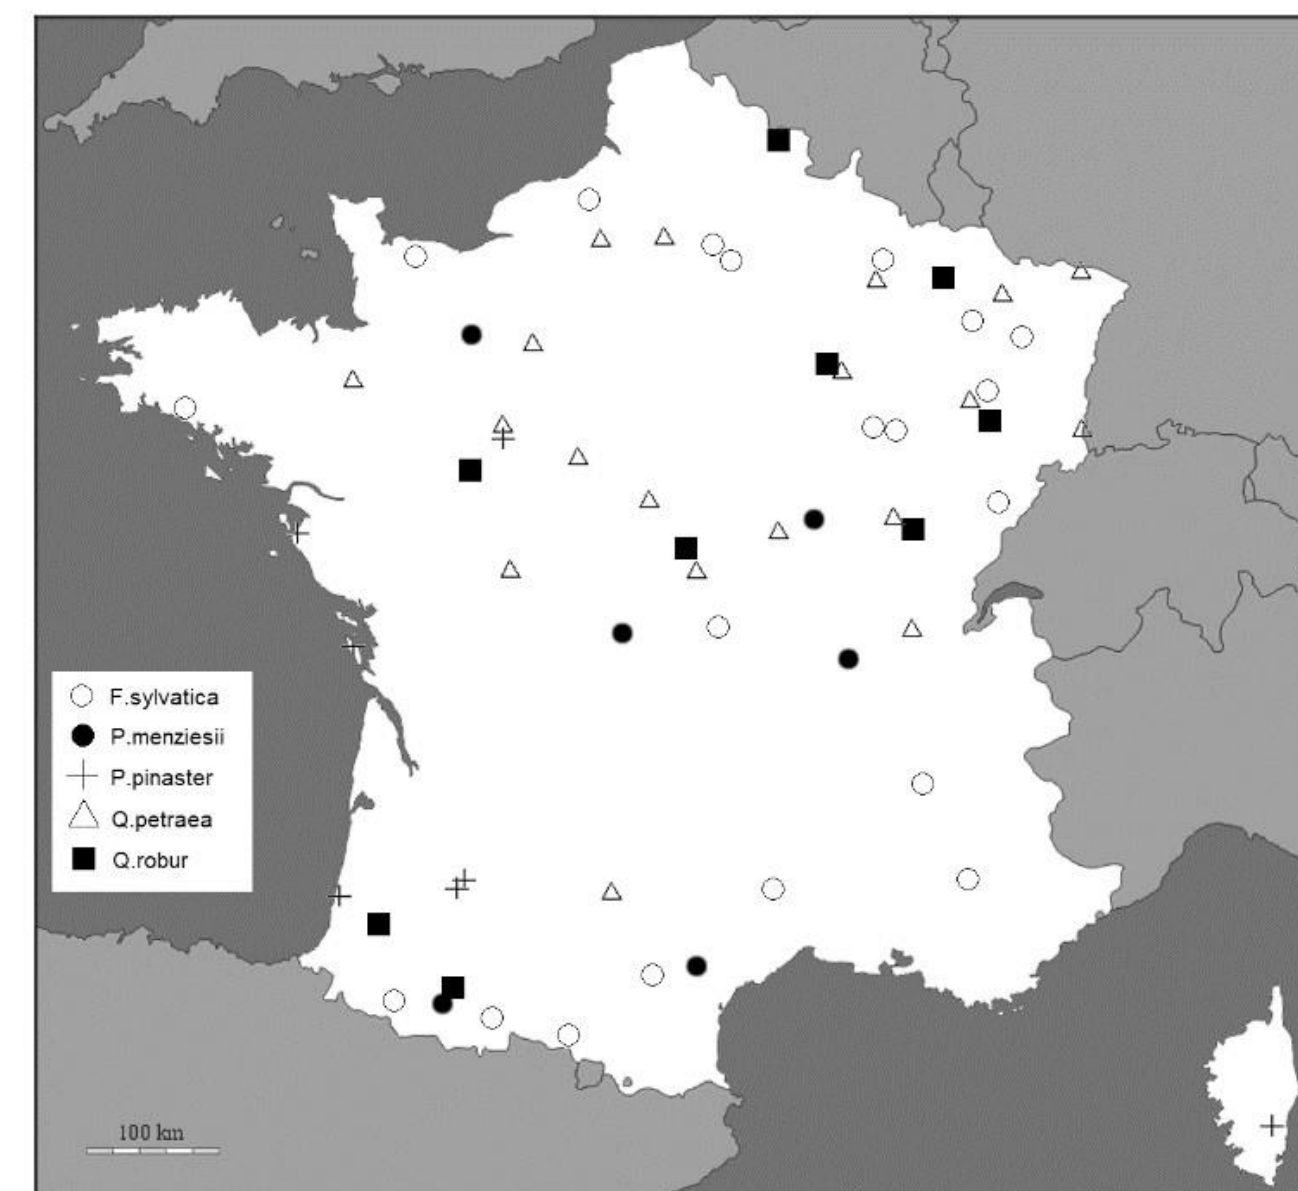 F.sylvatica
P.menziesii
P.pinaster
Q.petraea
Q.robur
100 km